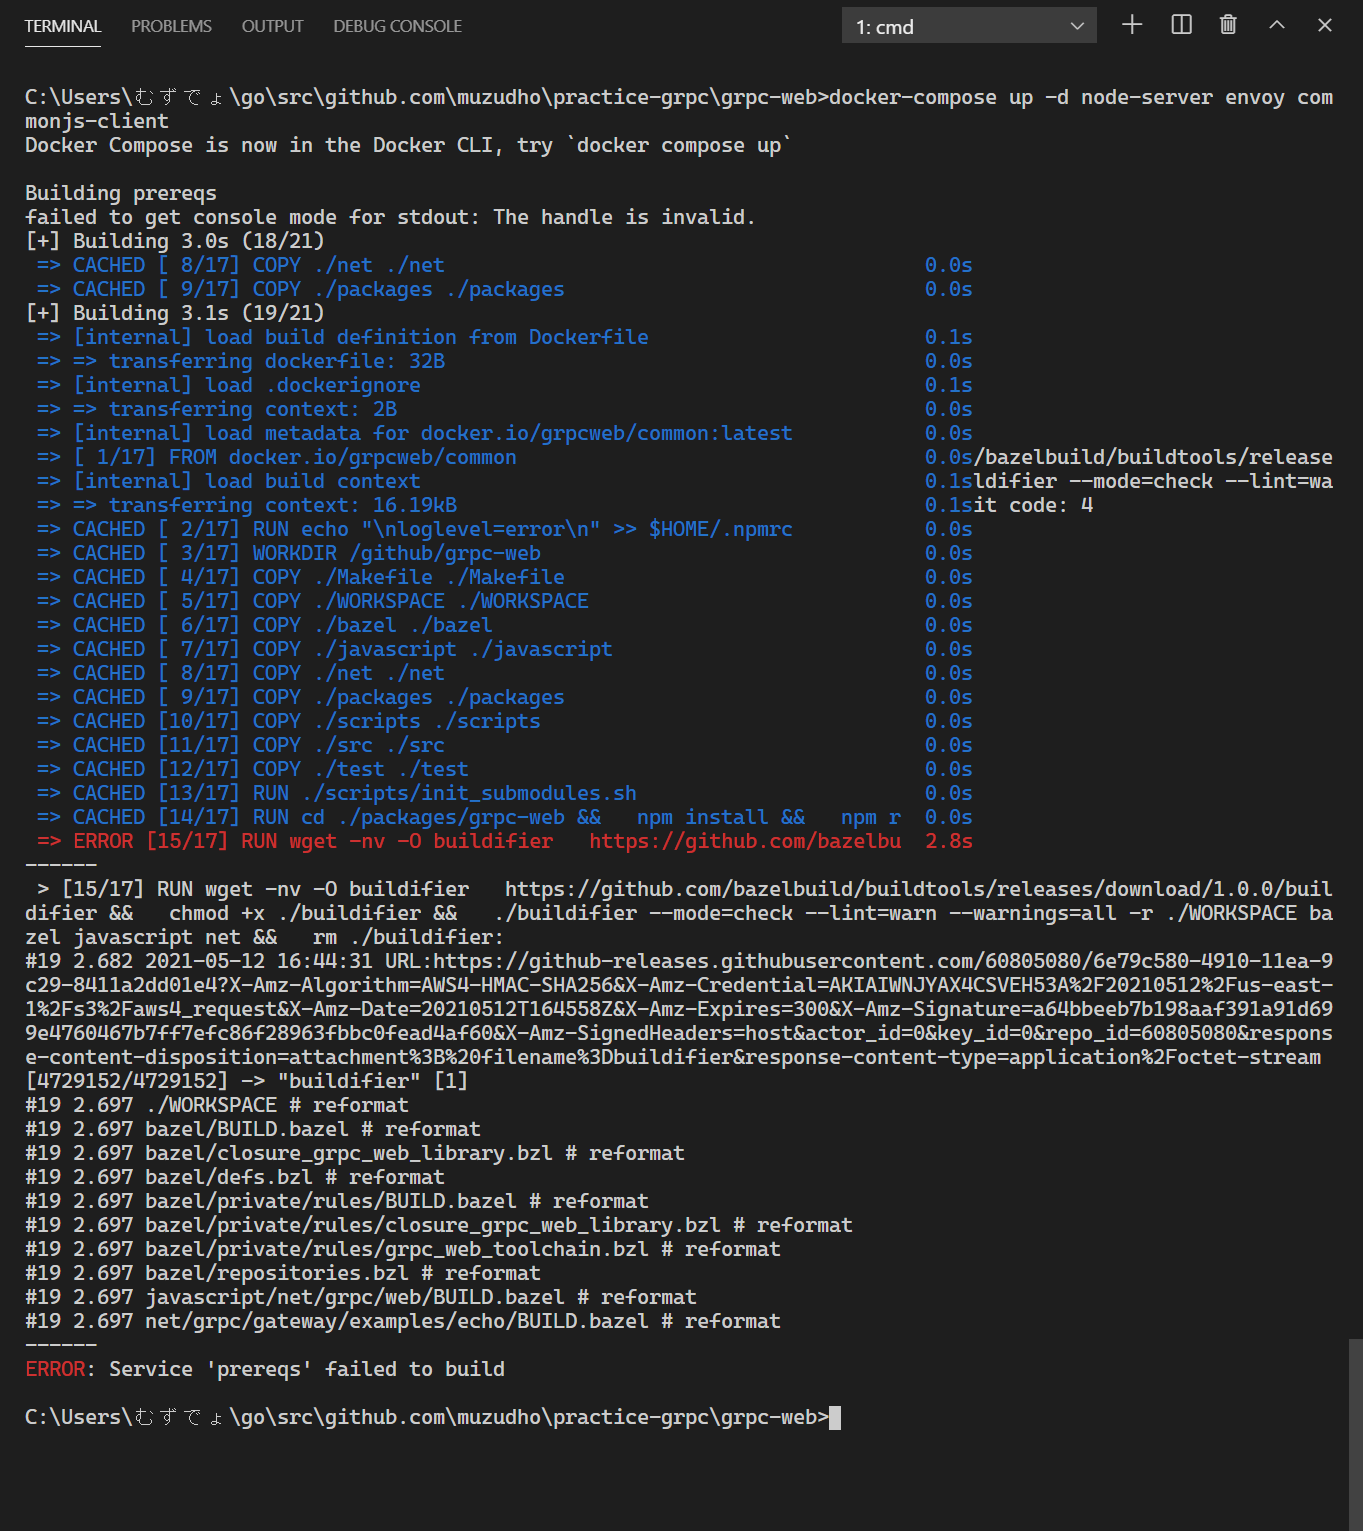 TERMINAL PROBLEMS OUTPUT DEBUG CONSOLE 1: cmd
C:\Users\むずでょ\go\src\github.com\muzudho\practice-grpc\grpc-web>docker-compose up -d node-server envoy com
monjs-client
Docker Compose is now in the Docker CLI, try `docker compose up`
Building prereqs
failed to get console mode for stdout: The handle is invalid.
[+] Building 3.0s (18/21)
=> CACHED [ 8/17] COPY ./net ./net 0.0s
=> CACHED [ 9/17] COPY ./packages ./packages 0.0s
[+] Building 3.1s (19/21)
=> [internal] load build definition from Dockerfile 0.1s
=> => transferring dockerfile: 32B 0.0s
=> [internal] load .dockerignore 0.1s
=> => transferring context: 2B 0.0s
=> [internal] load metadata for docker.io/grpcweb/common:latest 0.0s
=> [ 1/17] FROM docker.io/grpcweb/common 0.0s/bazelbuild/buildtools/release
=> [internal] load build context 0.1sldifier --mode=check --lint=wa
=> => transferring context: 16.19kB 0.1sit code: 4
=> CACHED [ 2/17] RUN echo "\nloglevel=error\n" >> $HOME/.npmrc 0.0s
=> CACHED [ 3/17] WORKDIR /github/grpc-web 0.0s
=> CACHED [ 4/17] COPY ./Makefile ./Makefile 0.0s
=> CACHED [ 5/17] COPY ./WORKSPACE ./WORKSPACE 0.0s
=> CACHED [ 6/17] COPY ./bazel ./bazel 0.0s
=> CACHED [ 7/17] COPY ./javascript ./javascript 0.0s
=> CACHED [ 8/17] COPY ./net ./net 0.0s
=> CACHED [ 9/17] COPY ./packages ./packages 0.0s
=> CACHED [10/17] COPY ./scripts ./scripts 0.0s
=> CACHED [11/17] COPY ./src ./src 0.0s
=> CACHED [12/17] COPY ./test ./test 0.0s
=> CACHED [13/17] RUN ./scripts/init_submodules.sh 0.0s
=> CACHED [14/17] RUN cd ./packages/grpc-web &&   npm install &&   npm r 0.0s
=> ERROR [15/17] RUN wget -nv -O buildifier   https://github.com/bazelbu 2.8s
------
> [15/17] RUN wget -nv -O buildifier   https://github.com/bazelbuild/buildtools/releases/download/1.0.0/buil
difier &&   chmod +x ./buildifier &&   ./buildifier --mode=check --lint=warn --warnings=all -r ./WORKSPACE ba
zel javascript net &&   rm ./buildifier:
#19 2.682 2021-05-12 16:44:31 URL:https://github-releases.githubusercontent.com/60805080/6e79c580-4910-11ea-9
c29-8411a2dd01e4?X-Amz-Algorithm=AWS4-HMAC-SHA256&X-Amz-Credential=AKIAIWNJYAX4CSVEH53A%2F20210512%2Fus-east-
1%2Fs3%2Faws4_request&X-Amz-Date=20210512T164558Z&X-Amz-Expires=300&X-Amz-Signature=a64bbeeb7b198aaf391a91d69
9e4760467b7ff7efc86f28963fbbc0fead4af60&X-Amz-SignedHeaders=host&actor_id=0&key_id=0&repo_id=60805080&respons
e-content-disposition=attachment%3B%20filename%3Dbuildifier&response-content-type=application%2Foctet-stream
[4729152/4729152] -> "buildifier" [1]
#19 2.697 ./WORKSPACE # reformat
#19 2.697 bazel/BUILD.bazel # reformat
#19 2.697 bazel/closure_grpc_web_library.bzl # reformat
#19 2.697 bazel/defs.bzl # reformat
#19 2.697 bazel/private/rules/BUILD.bazel # reformat
#19 2.697 bazel/private/rules/closure_grpc_web_library.bzl # reformat
#19 2.697 bazel/private/rules/grpc_web_toolchain.bzl # reformat
#19 2.697 bazel/repositories.bzl # reformat
#19 2.697 javascript/net/grpc/web/BUILD.bazel # reformat
#19 2.697 net/grpc/gateway/examples/echo/BUILD.bazel # reformat
------
ERROR: Service 'prereqs' failed to build
C:\Users\むずでょ\go\src\github.com\muzudho\practice-grpc\grpc-web>